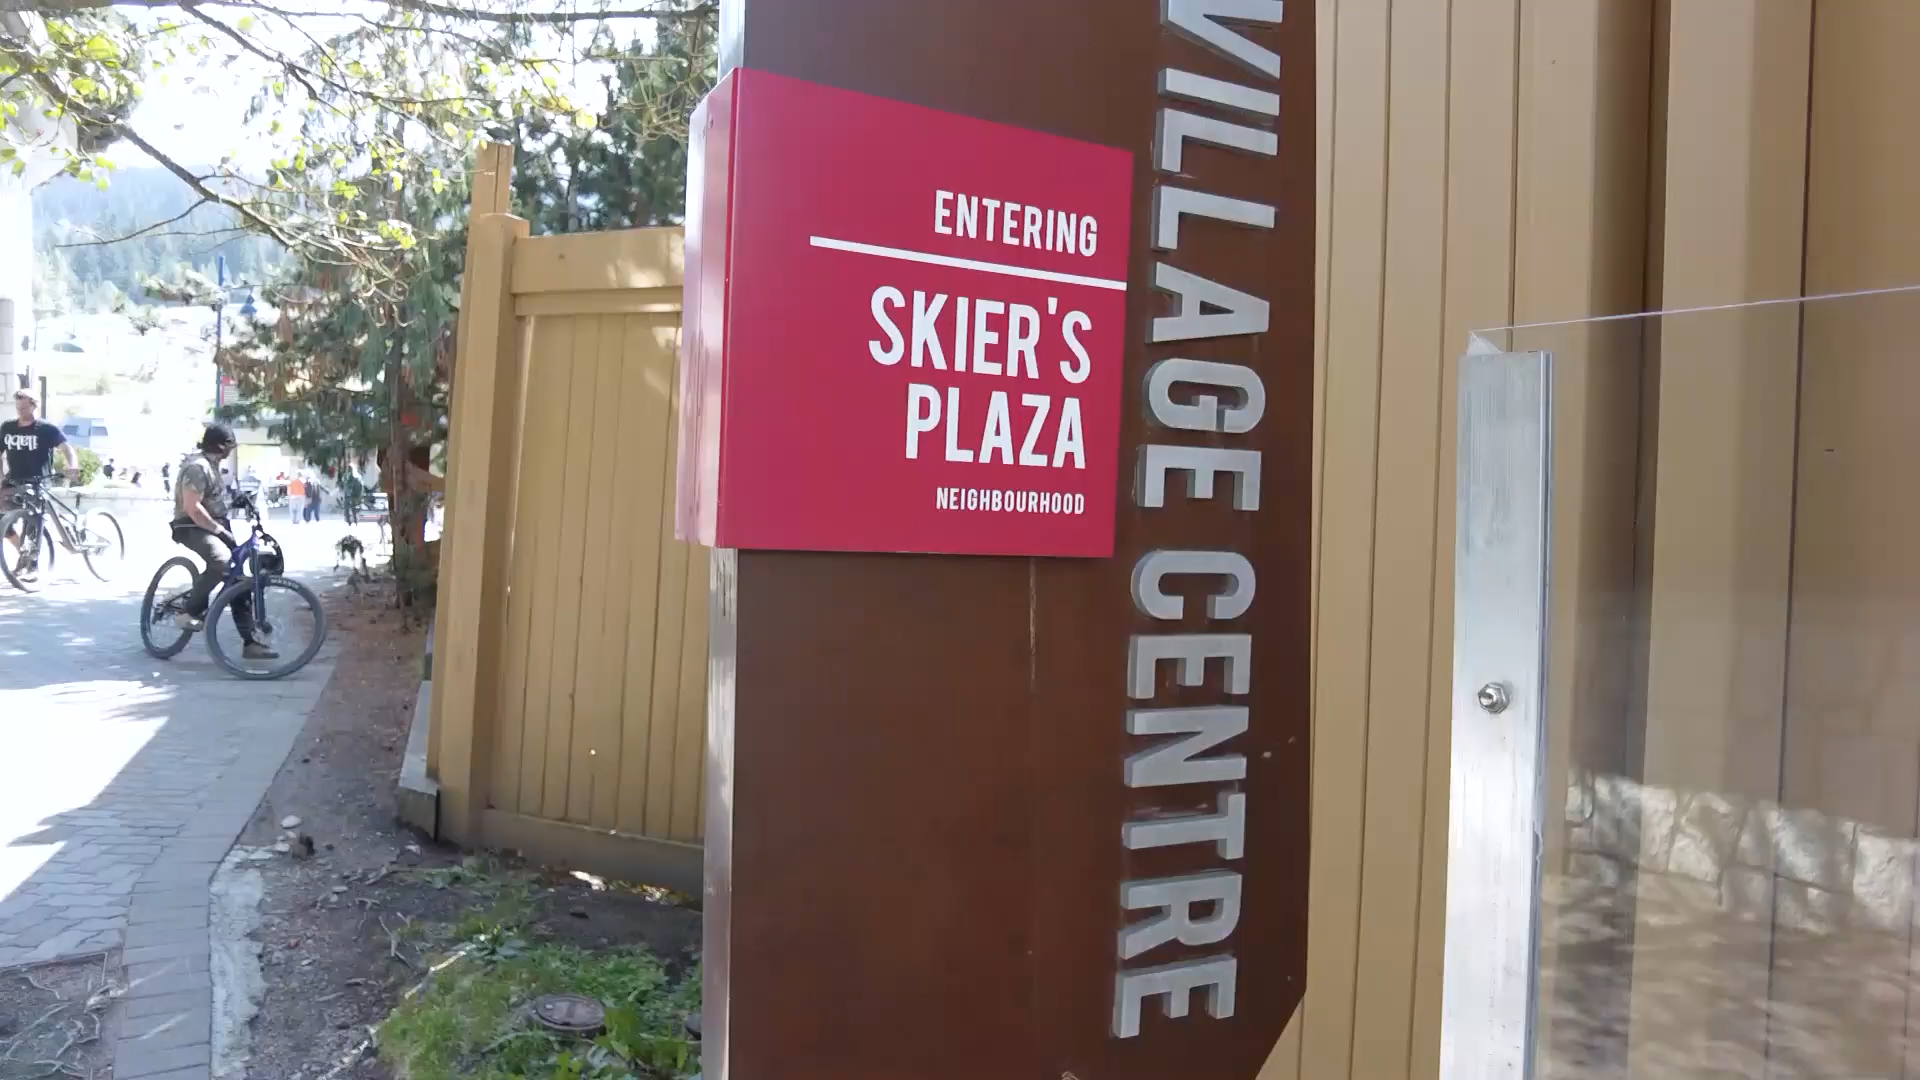 ENTERING
SKIER'S
PLAZA
NEIGHBOURHOOD
VILLAGE CENTRE